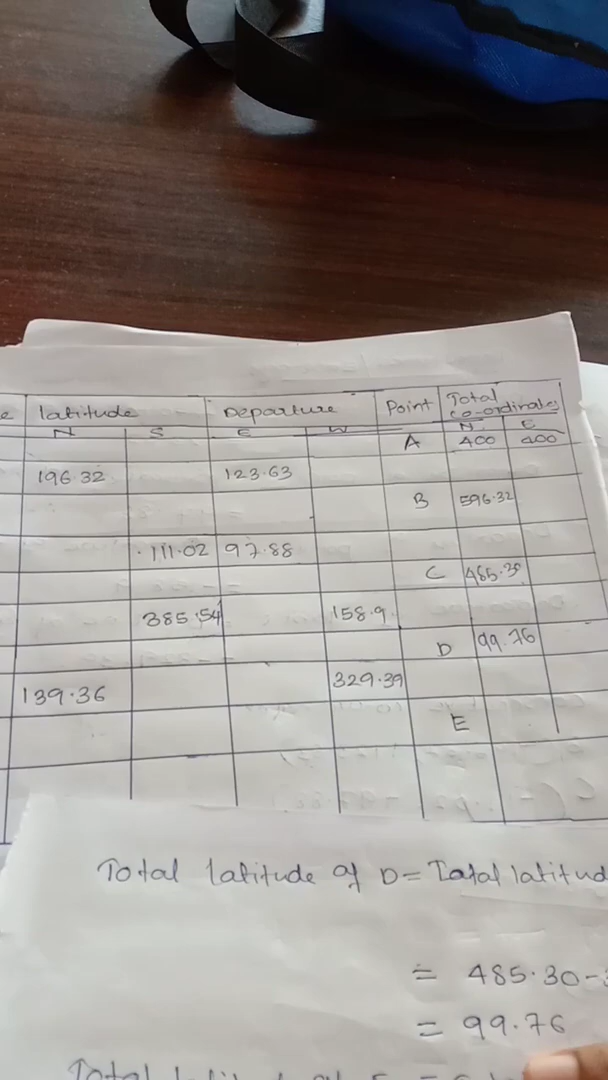 e latitude Departure Point Total co-ordinates
N S E W N E
A 400 400
196.32 123.63
B 596.32
111.02 97.88
C 485.30
385.54 158.9
D 99.76
139.36 329.39
E
Total latitude of D = Total latitud
= 485.30-
= 99.76
Total